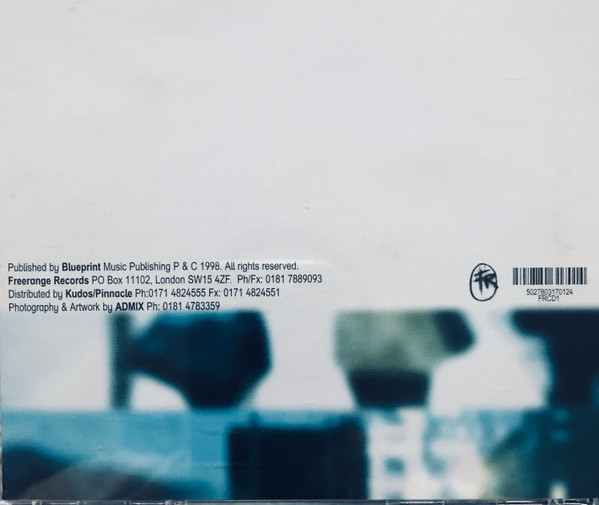 Published by Blueprint Music Publishing P & C 1998. All rights reserved.
Freerange Records PO Box 11102, London SW15 4ZF. Ph/Fx: 0181 7889093
Distributed by Kudos/Pinnacle Ph:0171 4824555 Fx: 0171 4824551
Photography & Artwork by ADMIX Ph: 0181 4783359
FR
5027803170124
FRCD1